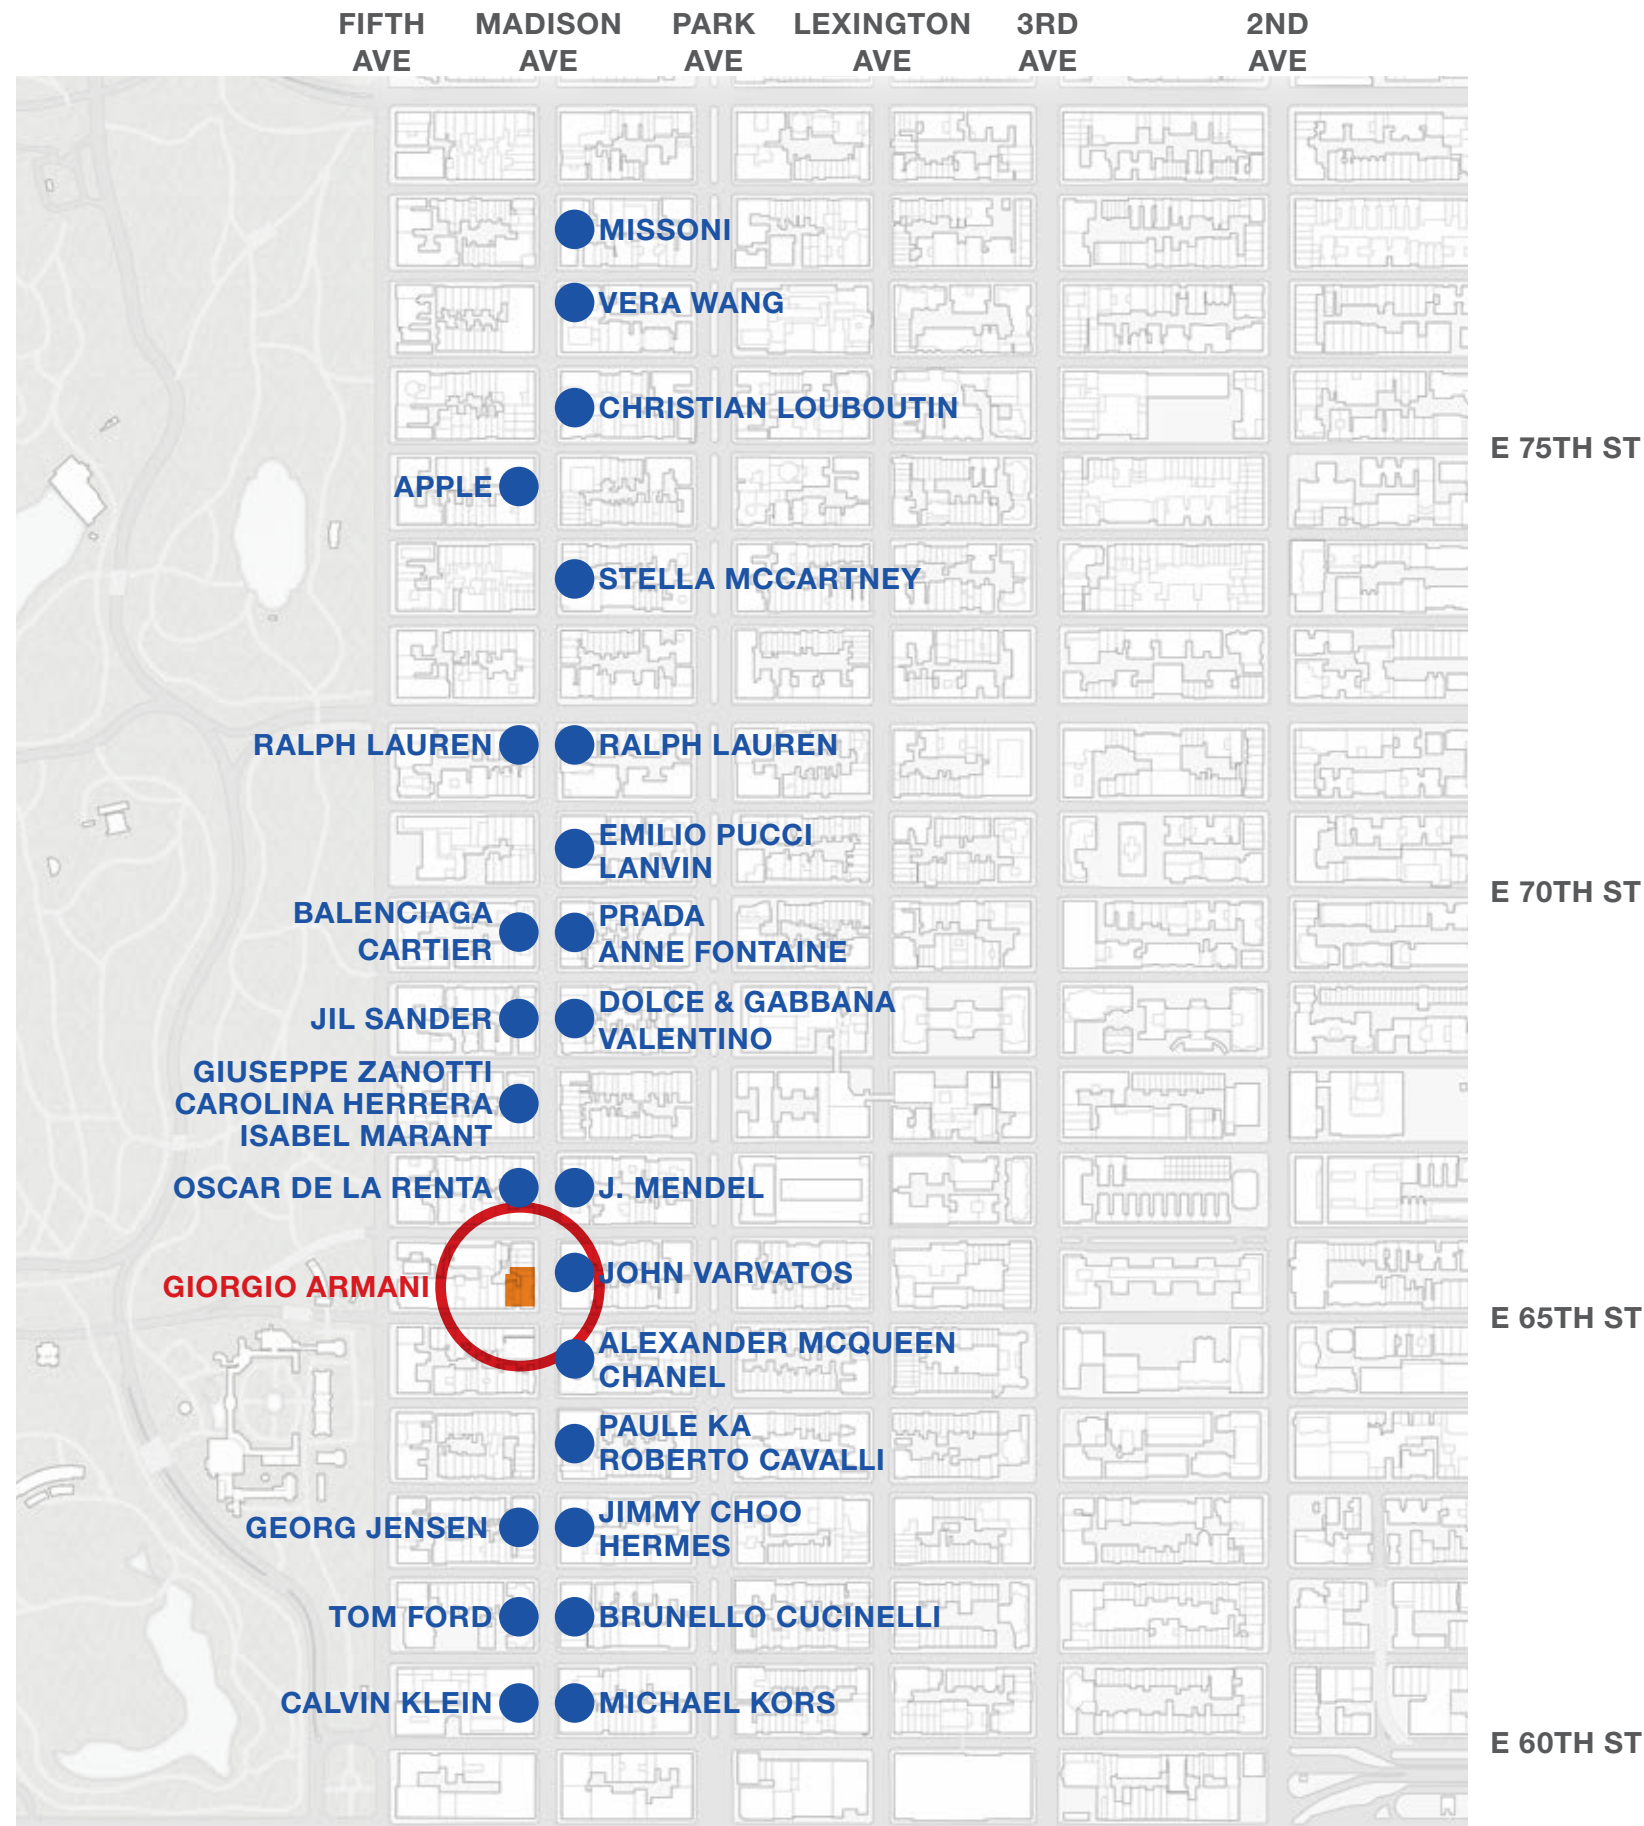 FIFTH AVE
MADISON AVE
PARK AVE
LEXINGTON AVE
3RD AVE
2ND AVE
MISSONI
VERA WANG
CHRISTIAN LOUBOUTIN
E 75TH ST
APPLE
STELLA MCCARTNEY
RALPH LAUREN
RALPH LAUREN
EMILIO PUCCI
LANVIN
E 70TH ST
BALENCIAGA
CARTIER
PRADA
ANNE FONTAINE
JIL SANDER
DOLCE & GABBANA
VALENTINO
GIUSEPPE ZANOTTI
CAROLINA HERRERA
ISABEL MARANT
OSCAR DE LA RENTA
J. MENDEL
GIORGIO ARMANI
JOHN VARVATOS
E 65TH ST
ALEXANDER MCQUEEN
CHANEL
PAULE KA
ROBERTO CAVALLI
GEORG JENSEN
JIMMY CHOO
HERMES
TOM FORD
BRUNELLO CUCINELLI
CALVIN KLEIN
MICHAEL KORS
E 60TH ST